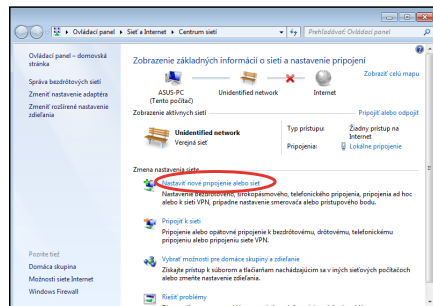 Ovládací panel ▸ Sieť a Internet ▸ Centrum sietí
Prehľadávať: Ovládací panel
Ovládací panel – domovská
stránka
Správa bezdrôtových sietí
Zmeniť nastavenie adaptéra
Zmeniť rozšírené nastavenie
zdieľania
Pozrite tiež
Domáca skupina
Možnosti siete Internet
Windows Firewall
Zobrazenie základných informácií o sieti a nastavenie pripojení
Zobraziť celú mapu
ASUS-PC
(Tento počítač)
Unidentified network
Internet
Zobrazenie aktívnych sietí
Pripojiť alebo odpojiť
Unidentified network
Verejná sieť
Typ prístupu:
Žiadny prístup na
Internet
Pripojenia:
Lokálne pripojenie
Zmena nastavenia siete
Nastaviť nové pripojenie alebo sieť
Nastavenie bezdrôtového, širokopásmového, telefonického pripojenia, pripojenia ad hoc
alebo k sieti VPN, prípadne nastavenie smerovača alebo prístupového bodu.
Pripojiť k sieti
Pripojenie alebo opätovné pripojenie k bezdrôtovému, drôtovému, telefonickému
pripojeniu alebo pripojeniu siete VPN.
Vybrať možnosti pre domácu skupinu a zdieľanie
Získajte prístup k súborom a tlačiarňam nachádzajúcim sa v iných sieťových počítačoch
alebo zmeňte nastavenie zdieľania.
Riešiť problémy